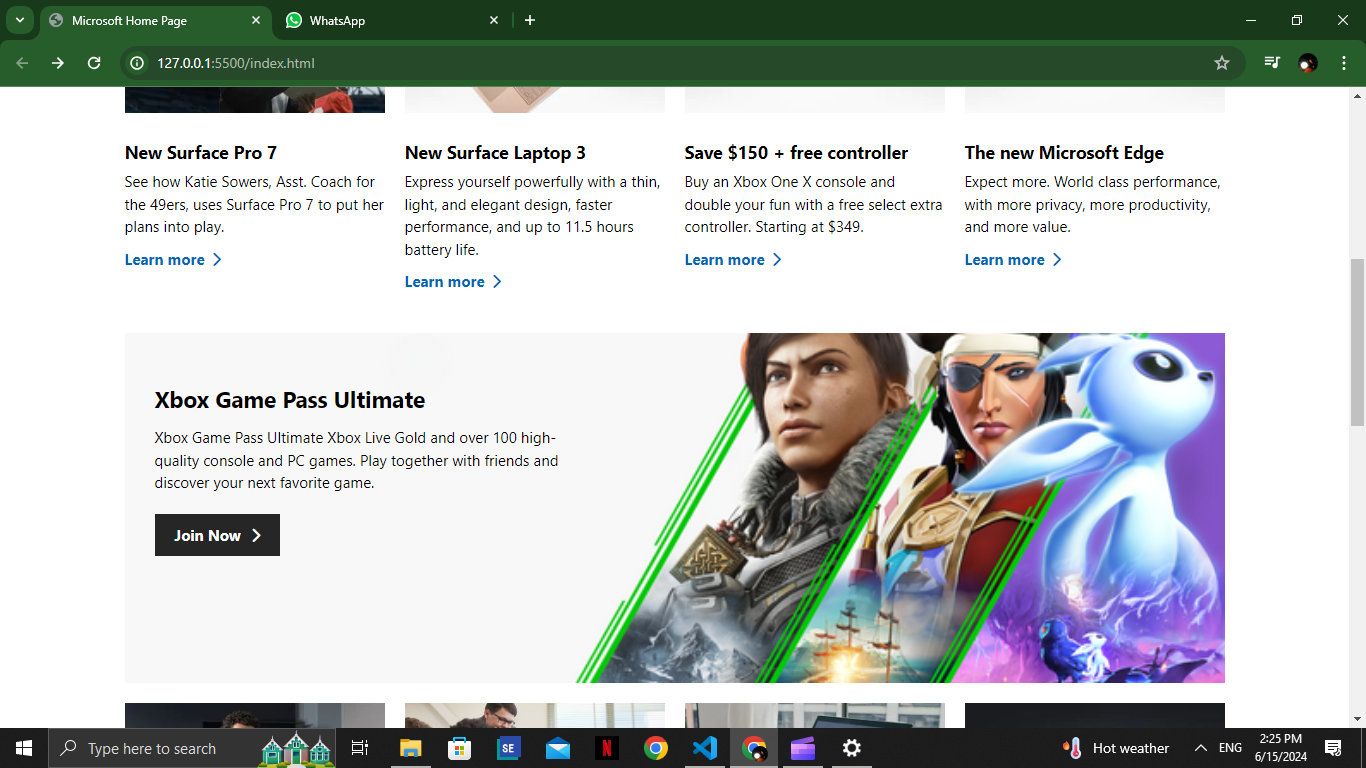 Microsoft Home Page
WhatsApp
127.0.0.1:5500/index.html
New Surface Pro 7
See how Katie Sowers, Asst. Coach for
the 49ers, uses Surface Pro 7 to put her
plans into play.
Learn more
New Surface Laptop 3
Express yourself powerfully with a thin,
light, and elegant design, faster
performance, and up to 11.5 hours
battery life.
Learn more
Save $150 + free controller
Buy an Xbox One X console and
double your fun with a free select extra
controller. Starting at $349.
Learn more
The new Microsoft Edge
Expect more. World class performance,
with more privacy, more productivity,
and more value.
Learn more
Xbox Game Pass Ultimate
Xbox Game Pass Ultimate Xbox Live Gold and over 100 high-
quality console and PC games. Play together with friends and
discover your next favorite game.
Join Now
Type here to search
SE
N
Hot weather
ENG
2:25 PM
6/15/2024